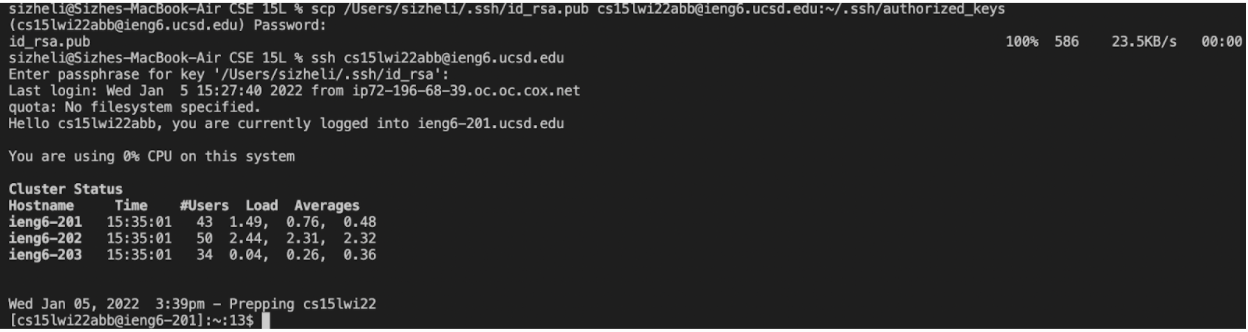 sizheli@Sizhes-MacBook-Air CSE 15L % scp /Users/sizheli/.ssh/id_rsa.pub cs15lwi22abb@ieng6.ucsd.edu:~/.ssh/authorized_keys
(cs15lwi22abb@ieng6.ucsd.edu) Password:
id_rsa.pub 100% 586 23.5KB/s 00:00
sizheli@Sizhes-MacBook-Air CSE 15L % ssh cs15lwi22abb@ieng6.ucsd.edu
Enter passphrase for key '/Users/sizheli/.ssh/id_rsa':
Last login: Wed Jan  5 15:27:40 2022 from ip72-196-68-39.oc.oc.cox.net
quota: No filesystem specified.
Hello cs15lwi22abb, you are currently logged into ieng6-201.ucsd.edu
You are using 0% CPU on this system
Cluster Status
Hostname Time #Users Load Averages
ieng6-201 15:35:01 43 1.49, 0.76, 0.48
ieng6-202 15:35:01 50 2.44, 2.31, 2.32
ieng6-203 15:35:01 34 0.04, 0.26, 0.36
Wed Jan 05, 2022  3:39pm - Prepping cs15lwi22
[cs15lwi22abb@ieng6-201]:~:13$